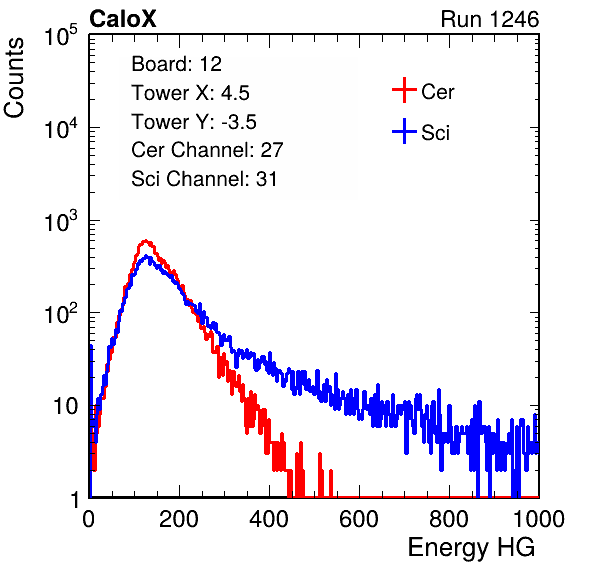 CaloX Run 1246
Counts
10^5
10^4
10^3
10^2
10
1
Board: 12
Tower X: 4.5
Tower Y: -3.5
Cer Channel: 27
Sci Channel: 31
Cer
Sci
0 200 400 600 800 1000
Energy HG